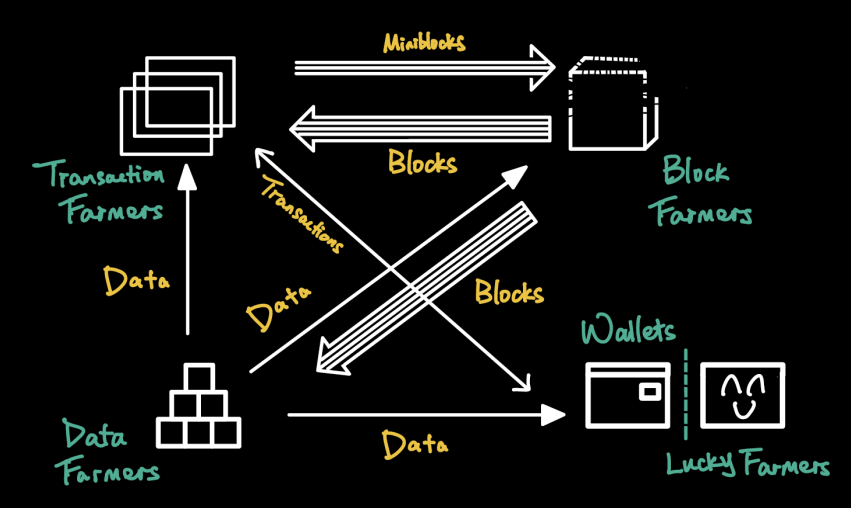 Miniblocks
Blocks
Transaction
Farmers
Block
Farmers
Transactions
Data
Data
Blocks
Wallets
Data
Farmers
Data
Lucky Farmers